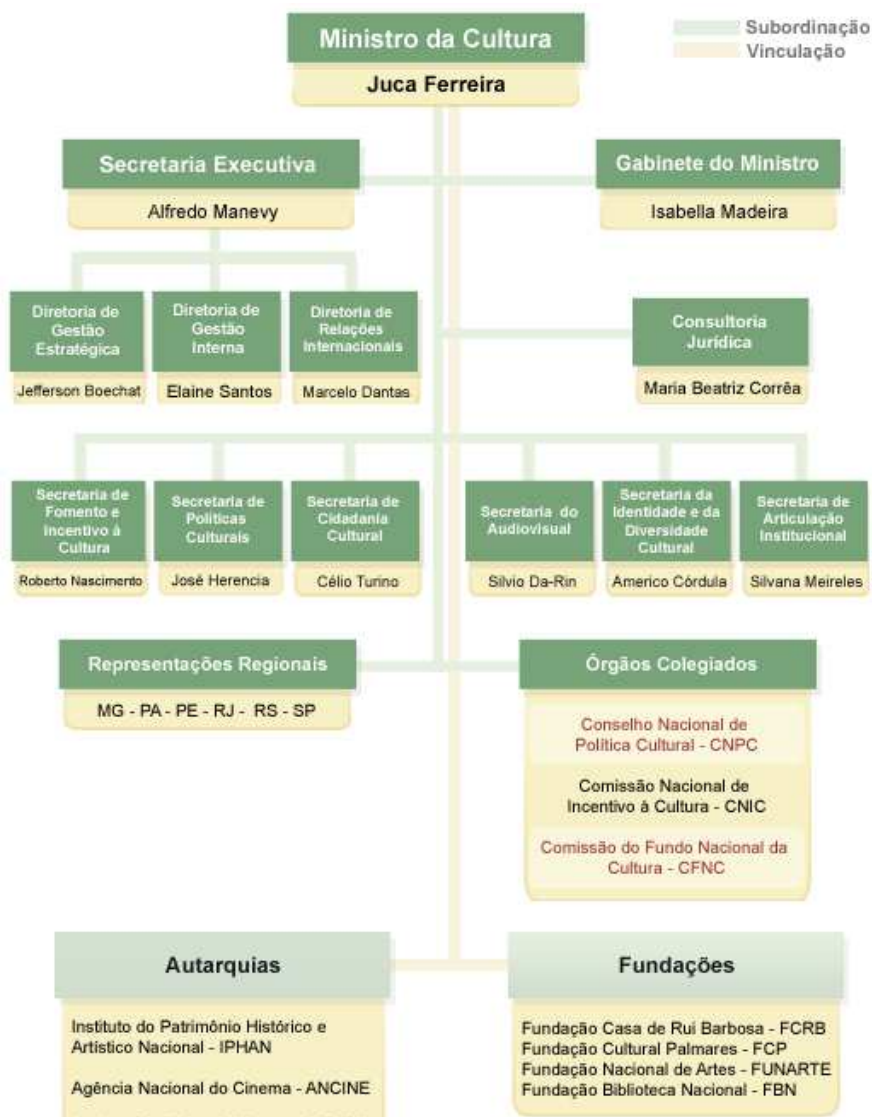 Ministro da Cultura
Juca Ferreira
Subordinação
Vinculação
Secretaria Executiva
Alfredo Manevy
Gabinete do Ministro
Isabella Madeira
Diretoria de
Gestão
Estratégica
Jefferson Boechat
Diretoria de
Gestão
Interna
Elaine Santos
Diretoria de
Relações
Internacionais
Marcelo Dantas
Consultoria
Jurídica
Maria Beatriz Corrêa
Secretaria de
Fomento e
Incentivo à
Cultura
Roberto Nascimento
Secretaria de
Políticas
Culturais
José Herencia
Secretaria de
Cidadania
Cultural
Célio Turino
Secretaria do
Audiovisual
Silvio Da-Rin
Secretaria da
Identidade e da
Diversidade
Cultural
Americo Córdula
Secretaria de
Articulação
Institucional
Silvana Meireles
Representações Regionais
MG - PA - PE - RJ - RS - SP
Órgãos Colegiados
Conselho Nacional de
Política Cultural - CNPC
Comissão Nacional de
Incentivo à Cultura - CNIC
Comissão do Fundo Nacional da
Cultura - CFNC
Autarquias
Instituto do Patrimônio Histórico e
Artístico Nacional - IPHAN
Agência Nacional do Cinema - ANCINE
Fundações
Fundação Casa de Rui Barbosa - FCRB
Fundação Cultural Palmares - FCP
Fundação Nacional de Artes - FUNARTE
Fundação Biblioteca Nacional - FBN